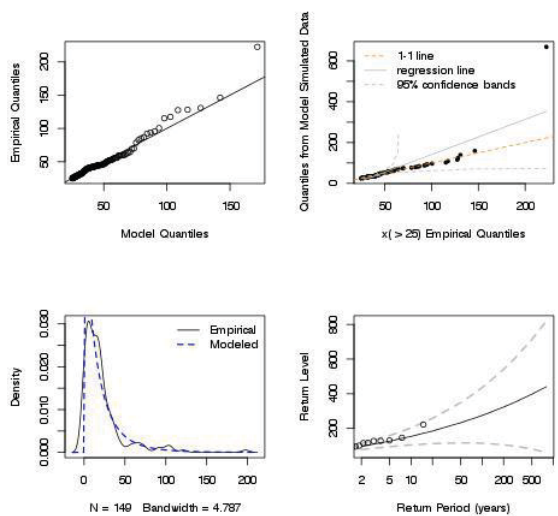 Empirical Quantiles
200
150
100
50
50
100
150
Model Quantiles
Quantiles from Model Simulated Data
600
400
200
0
1-1 line
regression line
95% confidence bands
50
100
150
200
x( > 25) Empirical Quantiles
Density
0.030
0.020
0.010
0.000
Empirical
Modeled
0
50
100
150
200
N = 149 Bandwidth = 4.787
Return Level
800
600
400
200
2
5
10
50
200
500
Return Period (years)